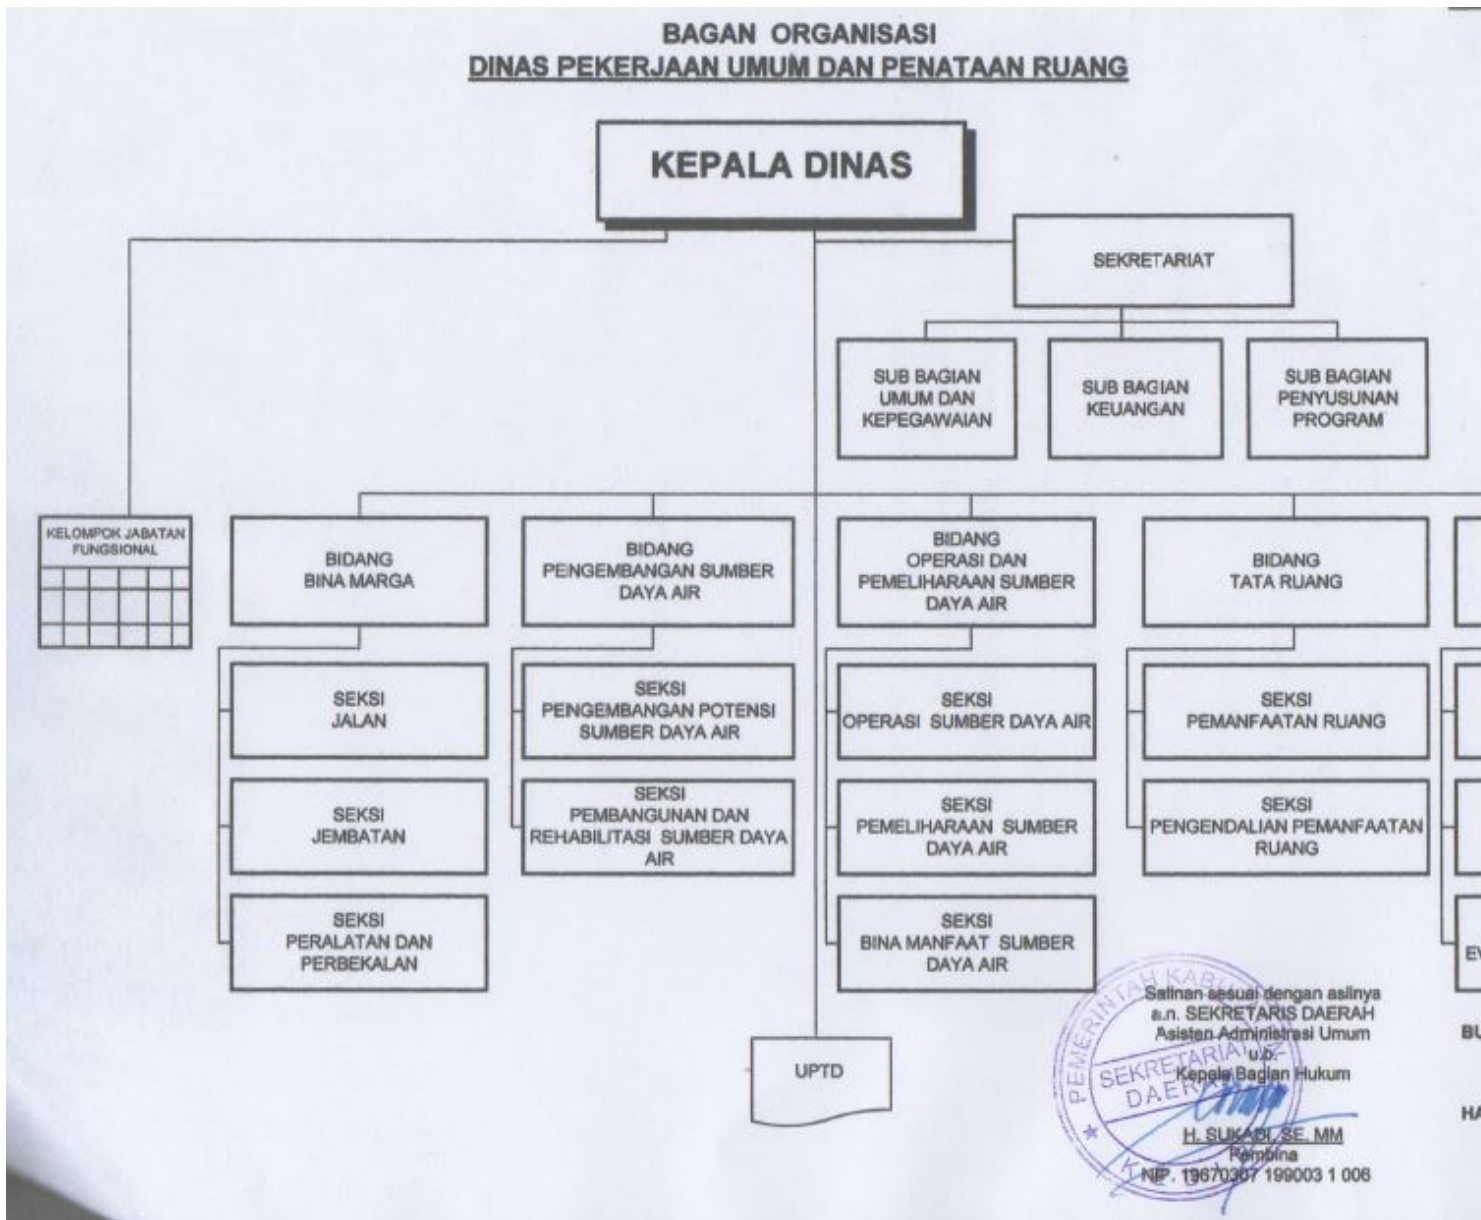 BAGAN ORGANISASI
DINAS PEKERJAAN UMUM DAN PENATAAN RUANG
KEPALA DINAS
SEKRETARIAT
SUB BAGIAN
UMUM DAN
KEPEGAWAIAN
SUB BAGIAN
KEUANGAN
SUB BAGIAN
PENYUSUNAN
PROGRAM
KELOMPOK JABATAN
FUNGSIONAL
BIDANG
BINA MARGA
BIDANG
PENGEMBANGAN SUMBER
DAYA AIR
BIDANG
OPERASI DAN
PEMELIHARAAN SUMBER
DAYA AIR
BIDANG
TATA RUANG
SEKSI
JALAN
SEKSI
PENGEMBANGAN POTENSI
SUMBER DAYA AIR
SEKSI
OPERASI SUMBER DAYA AIR
SEKSI
PEMANFAATAN RUANG
SEKSI
JEMBATAN
SEKSI
PEMBANGUNAN DAN
REHABILITASI SUMBER DAYA
AIR
SEKSI
PEMELIHARAAN SUMBER
DAYA AIR
SEKSI
PENGENDALIAN PEMANFAATAN
RUANG
SEKSI
PERALATAN DAN
PERBEKALAN
SEKSI
BINA MANFAAT SUMBER
DAYA AIR
EV
UPTD
Salinan sesuai dengan aslinya
a.n. SEKRETARIS DAERAH
Asisten Administrasi Umum
u.b.
Kepala Bagian Hukum
H. SUKADI, SE. MM
Pembina
NIP. 19670307 199003 1 006
BU
HA
PEMERINTAH
SEKRETARIAT